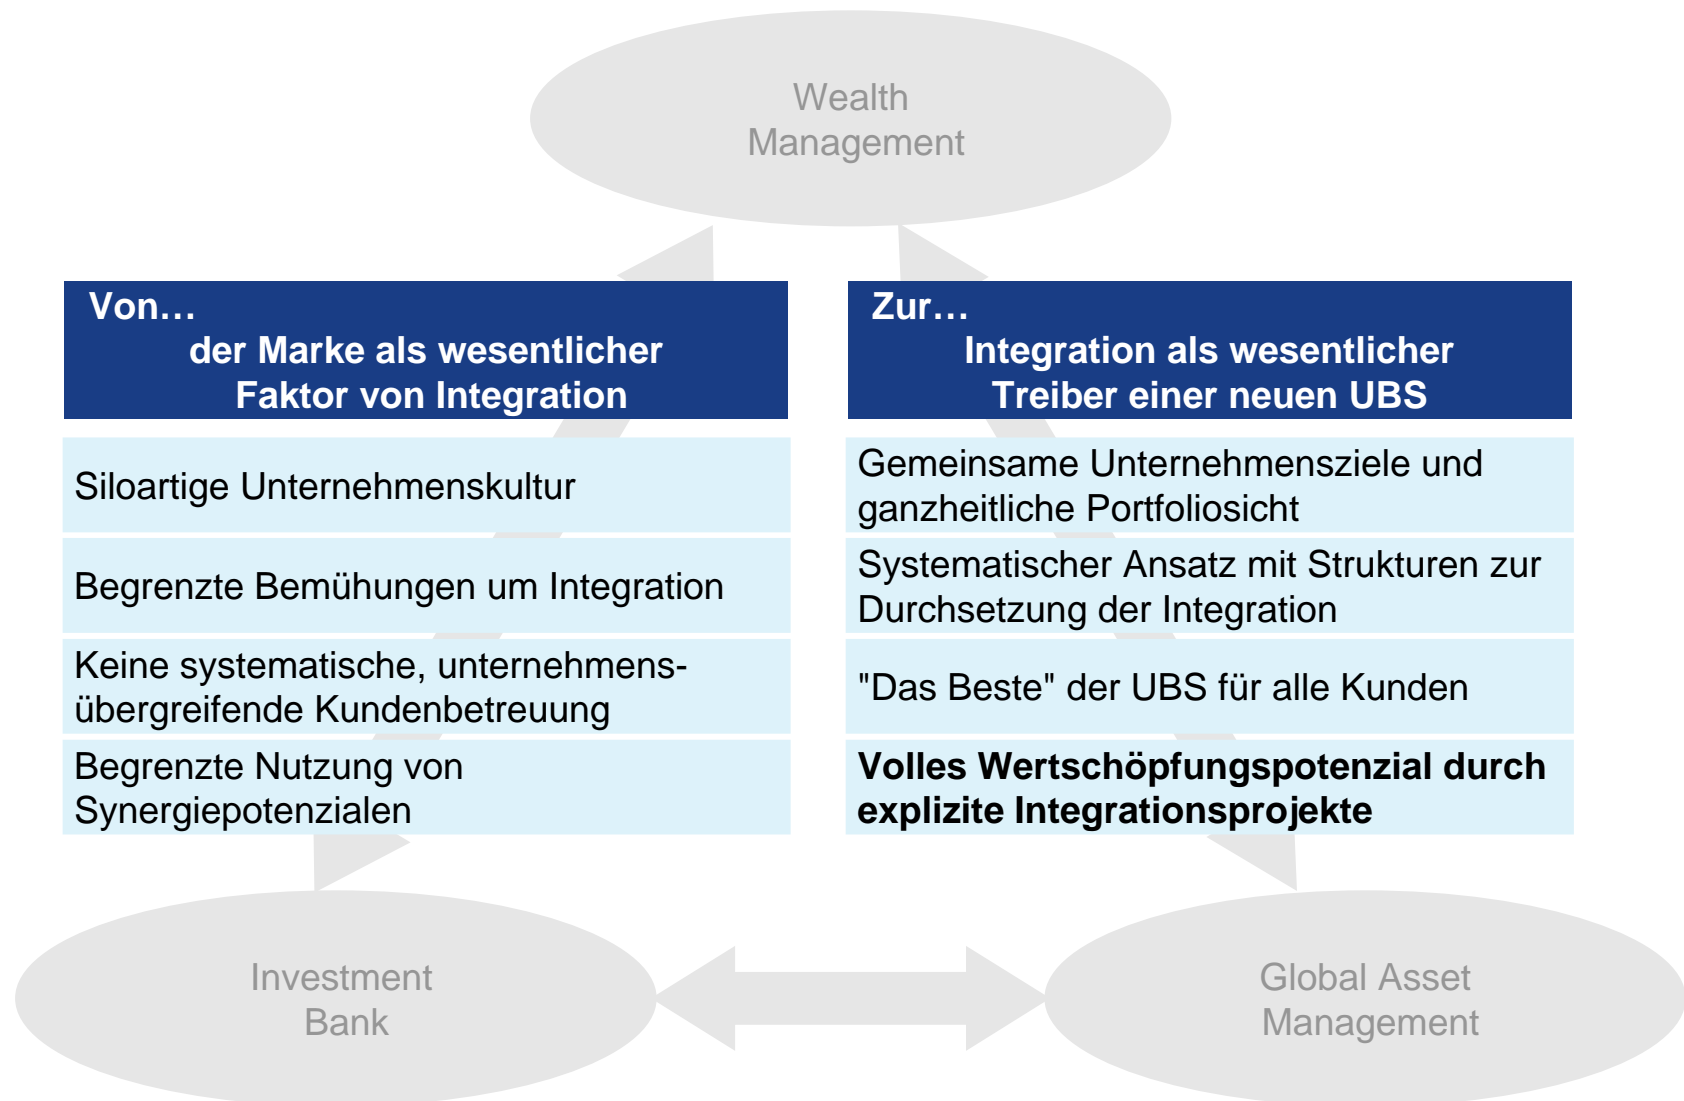 Wealth
Management
Von…
der Marke als wesentlicher
Faktor von Integration
Zur…
Integration als wesentlicher
Treiber einer neuen UBS
Siloartige Unternehmenskultur
Gemeinsame Unternehmensziele und
ganzheitliche Portfoliosicht
Begrenzte Bemühungen um Integration
Systematischer Ansatz mit Strukturen zur
Durchsetzung der Integration
Keine systematische, unternehmens-
übergreifende Kundenbetreuung
"Das Beste" der UBS für alle Kunden
Begrenzte Nutzung von
Synergiepotenzialen
Volles Wertschöpfungspotenzial durch
explizite Integrationsprojekte
Investment
Bank
Global Asset
Management